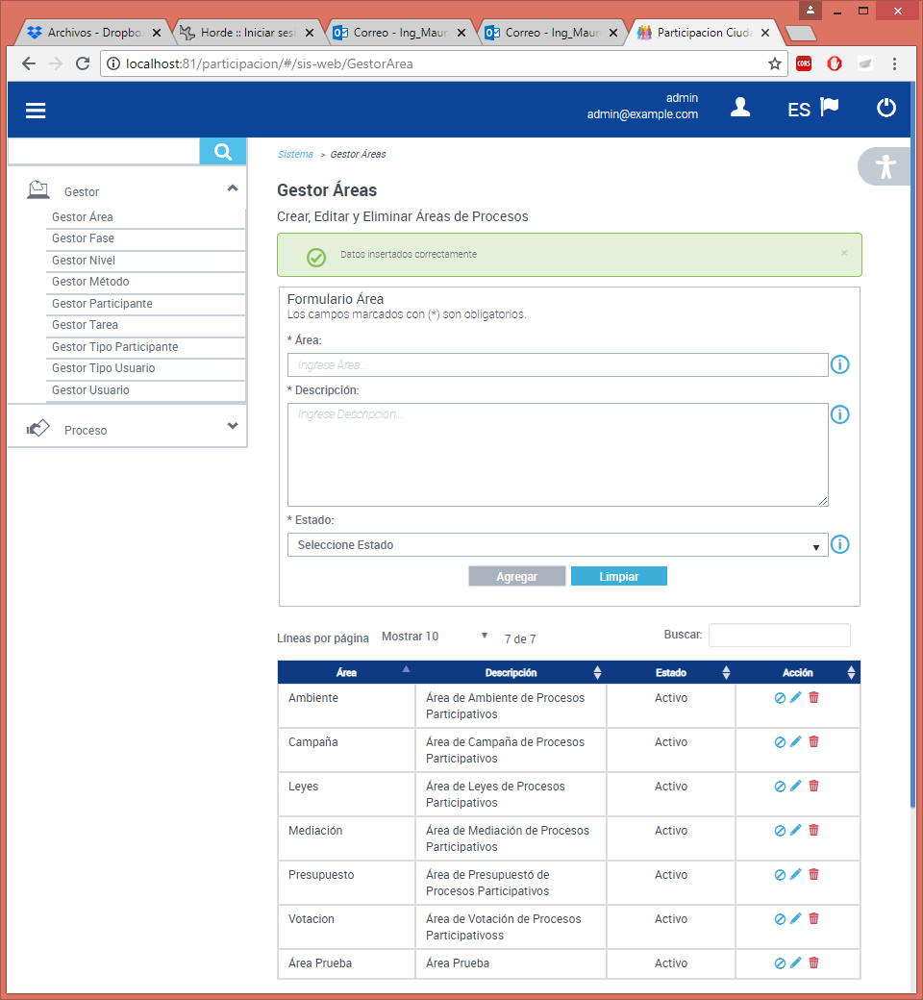 Archivos - Dropbo
Horde :: Iniciar sesi
Correo - Ing_Maur
Correo - Ing_Maur
Participacion Ciuda
localhost:81/participacion/#/sis-web/GestorArea
CORS
admin
admin@example.com
ES
Sistema > Gestor Áreas
Gestor
Gestor Área
Gestor Fase
Gestor Nivel
Gestor Método
Gestor Participante
Gestor Tarea
Gestor Tipo Participante
Gestor Tipo Usuario
Gestor Usuario
Proceso
Gestor Áreas
Crear, Editar y Eliminar Áreas de Procesos
Datos insertados correctamente ×
Formulario Área
Los campos marcados con (*) son obligatorios.
* Área:
Ingrese Área...
* Descripción:
Ingrese Descripción...
* Estado:
Seleccione Estado
Agregar Limpiar
Líneas por página Mostrar 10 7 de 7 Buscar:
Área Descripción Estado Acción
Ambiente Área de Ambiente de Procesos Activo
Participativos
Campaña Área de Campaña de Procesos Activo
Participativos
Leyes Área de Leyes de Procesos Activo
Participativos
Mediación Área de Mediación de Procesos Activo
Participativos
Presupuesto Área de Presupuestó de Activo
Procesos Participativos
Votacion Área de Votación de Procesos Activo
Participativoss
Área Prueba Área Prueba Activo